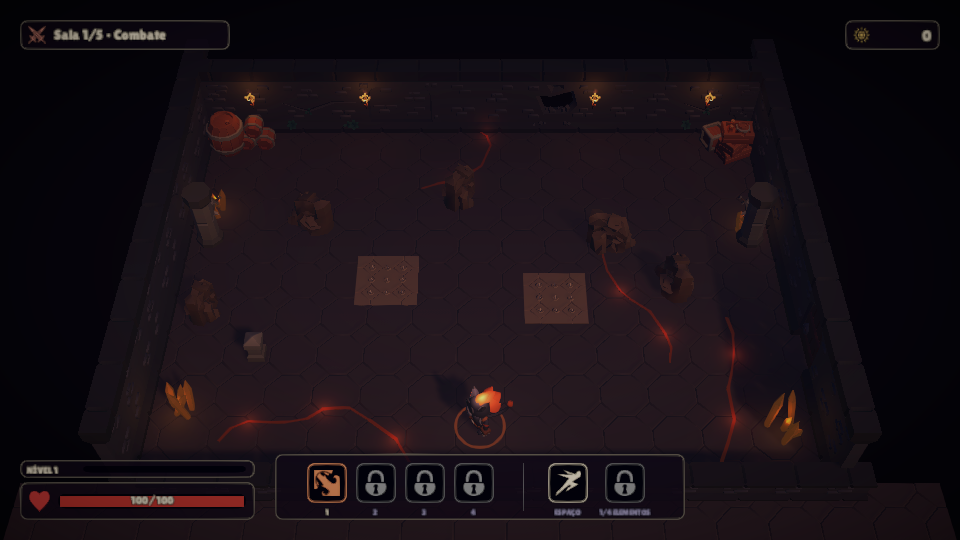 Sala 1/5 - Combate
0
NÍVEL 1
100/100
1
2
3
4
ESPAÇO
1/4 ELEMENTOS